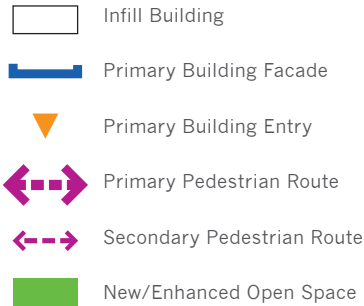 Infill Building
Primary Building Facade
Primary Building Entry
Primary Pedestrian Route
Secondary Pedestrian Route
New/Enhanced Open Space